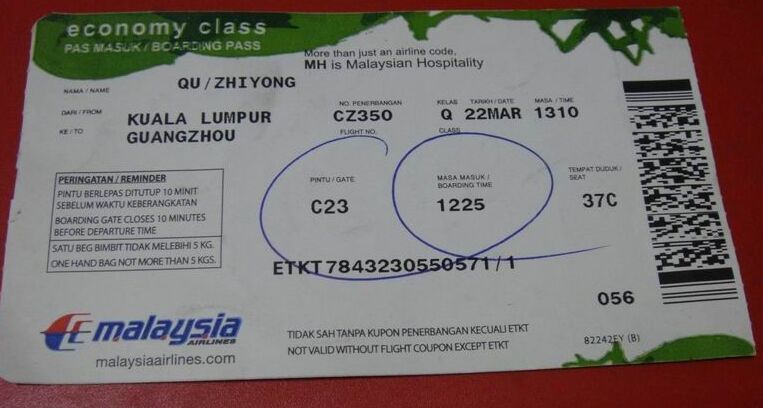 economy class
PAS MASUK / BOARDING PASS
More than just an airline code,
MH is Malaysian Hospitality
NAMA / NAME
QU/ZHIYONG
DARI / FROM
KUALA LUMPUR
NO. PENERBANGAN
CZ350
FLIGHT NO.
KELAS
Q
CLASS
TARIKH / DATE
22MAR
MASA / TIME
1310
KE / TO
GUANGZHOU
PERINGATAN / REMINDER
PINTU BERLEPAS DITUTUP 10 MINIT
SEBELUM WAKTU KEBERANGKATAN
BOARDING GATE CLOSES 10 MINUTES
BEFORE DEPARTURE TIME
SATU BEG BIMBIT TIDAK MELEBIHI 5 KG.
ONE HAND BAG NOT MORE THAN 5 KGS.
PINTU / GATE
C23
MASA MASUK /
BOARDING TIME
1225
TEMPAT DUDUK /
SEAT
37C
ETKT7843230550571/1
056
malaysia
AIRLINES
malaysiaairlines.com
TIDAK SAH TANPA KUPON PENERBANGAN KECUALI ETKT
NOT VALID WITHOUT FLIGHT COUPON EXCEPT ETKT
82242EY (B)